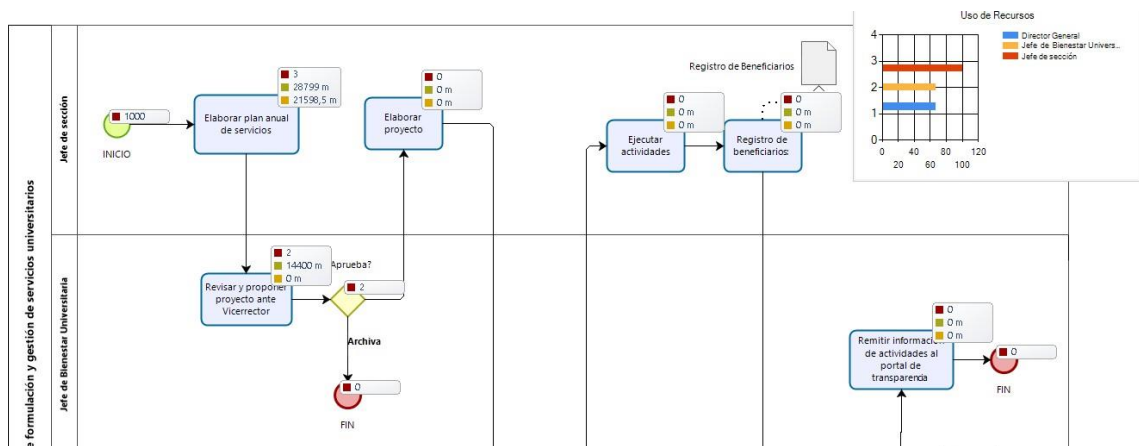 e formulación y gestión de servicios universitarios
Jefe de sección
1000
INICIO
Elaborar plan anual
de servicios
3
28799 m
21598,5 m
Elaborar
proyecto
0
0 m
0 m
Ejecutar
actividades
0
0 m
0 m
Registro de
beneficiarios:
0
0 m
0 m
Registro de Beneficiarios
Uso de Recursos
4
3
2
1
0
0 40 80 120
20 60 100
Director General
Jefe de Bienestar Univers...
Jefe de sección
Jefe de Bienestar Universitaria
Revisar y proponer
proyecto ante
Vicerrector
2
14400 m
0 m
Aprueba?
2
Archiva
0
FIN
Remitir información
de actividades al
portal de
transparencia
0
0 m
0 m
0
FIN